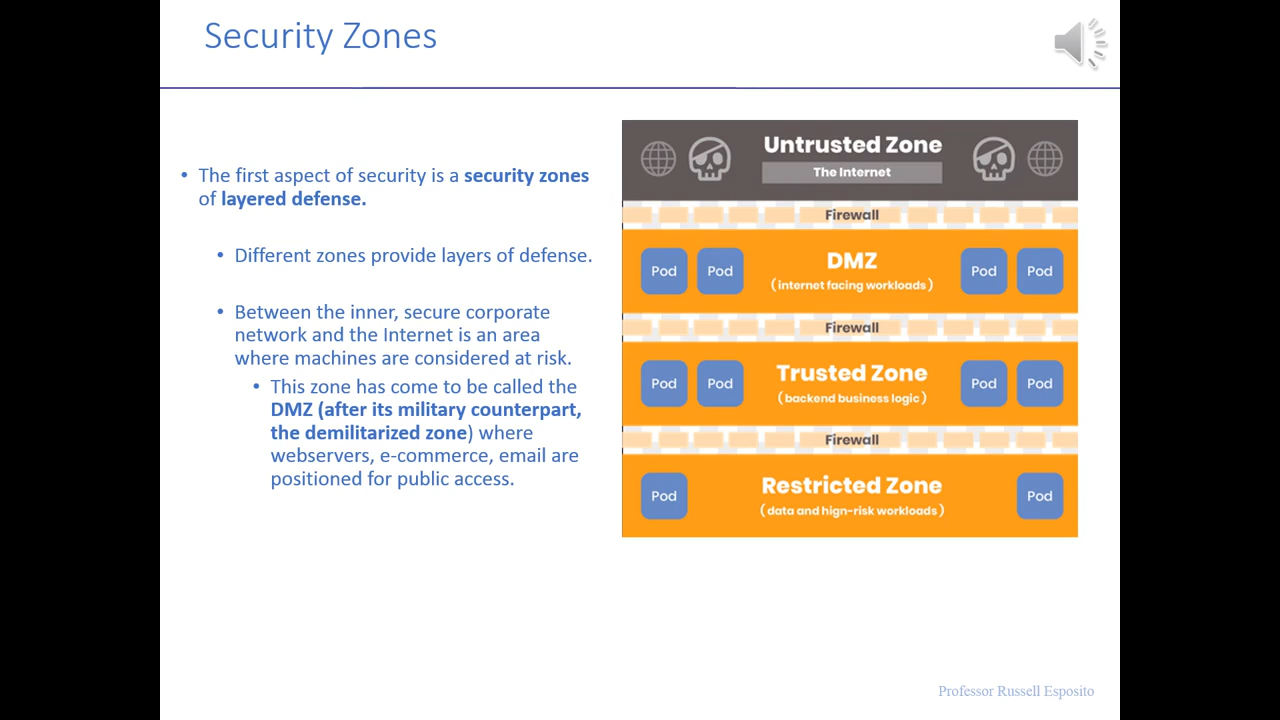 Security Zones
• The first aspect of security is a security zones
of layered defense.
• Different zones provide layers of defense.
• Between the inner, secure corporate
network and the Internet is an area
where machines are considered at risk.
• This zone has come to be called the
DMZ (after its military counterpart,
the demilitarized zone) where
webservers, e-commerce, email are
positioned for public access.
Untrusted Zone
The Internet
Firewall
Pod Pod DMZ Pod Pod
( internet facing workloads )
Firewall
Pod Pod Trusted Zone Pod Pod
( backend business logic )
Firewall
Pod Restricted Zone Pod
( data and hign-risk workloads )
Professor Russell Esposito